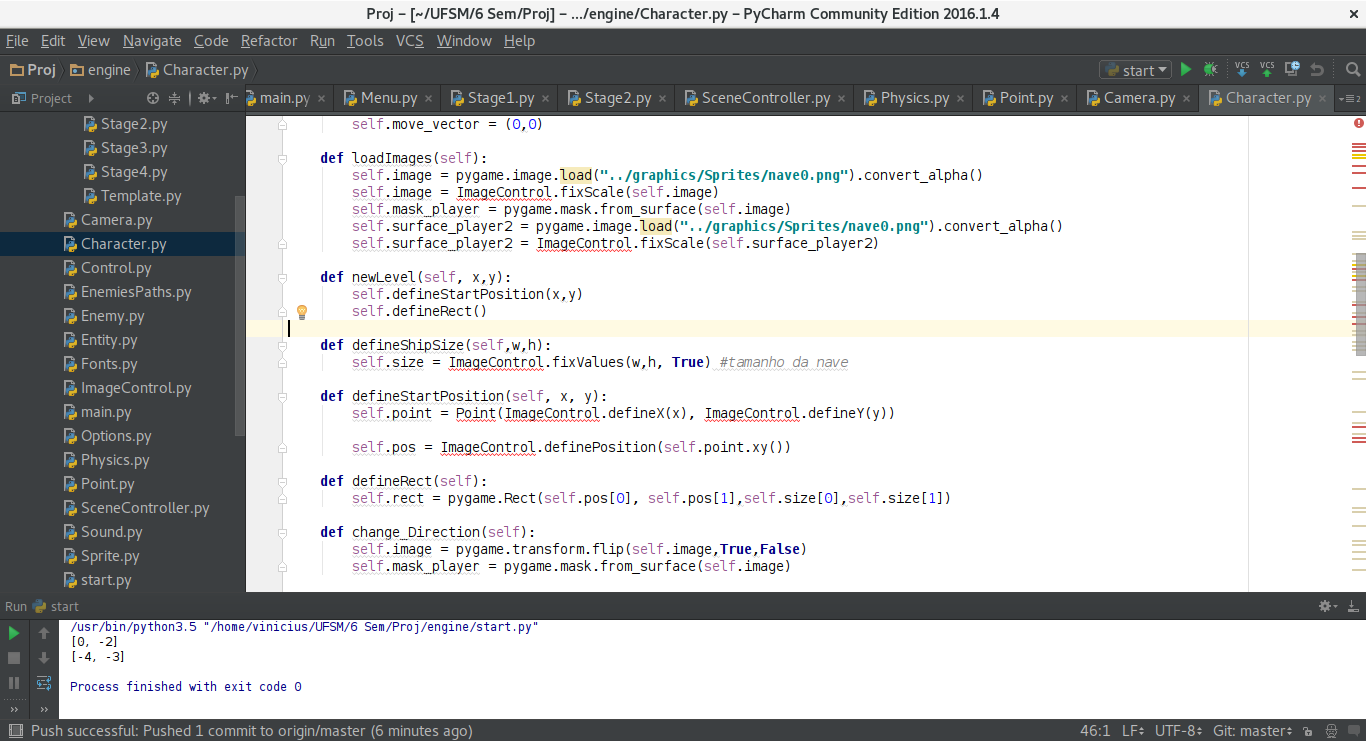 Proj – [~/UFSM/6 Sem/Proj] – .../engine/Character.py – PyCharm Community Edition 2016.1.4
File Edit View Navigate Code Refactor Run Tools VCS Window Help
Proj engine Character.py start VCS VCS
Project main.py Menu.py Stage1.py Stage2.py SceneController.py Physics.py Point.py Camera.py Character.py 2
Stage2.py
Stage3.py
Stage4.py
Template.py
Camera.py
Character.py
Control.py
EnemiesPaths.py
Enemy.py
Entity.py
Fonts.py
ImageControl.py
main.py
Options.py
Physics.py
Point.py
SceneController.py
Sound.py
Sprite.py
start.py
self.move_vector = (0,0)
def loadImages(self):
self.image = pygame.image.load("../graphics/Sprites/nave0.png").convert_alpha()
self.image = ImageControl.fixScale(self.image)
self.mask_player = pygame.mask.from_surface(self.image)
self.surface_player2 = pygame.image.load("../graphics/Sprites/nave0.png").convert_alpha()
self.surface_player2 = ImageControl.fixScale(self.surface_player2)
def newLevel(self, x,y):
self.defineStartPosition(x,y)
self.defineRect()
def defineShipSize(self,w,h):
self.size = ImageControl.fixValues(w,h, True) #tamanho da nave
def defineStartPosition(self, x, y):
self.point = Point(ImageControl.defineX(x), ImageControl.defineY(y))
self.pos = ImageControl.definePosition(self.point.xy())
def defineRect(self):
self.rect = pygame.Rect(self.pos[0], self.pos[1],self.size[0],self.size[1])
def change_Direction(self):
self.image = pygame.transform.flip(self.image,True,False)
self.mask_player = pygame.mask.from_surface(self.image)
Run start
/usr/bin/python3.5 "/home/vinicius/UFSM/6 Sem/Proj/engine/start.py"
[0, -2]
[-4, -3]
Process finished with exit code 0
Push successful: Pushed 1 commit to origin/master (6 minutes ago) 46:1 LF UTF-8 Git: master